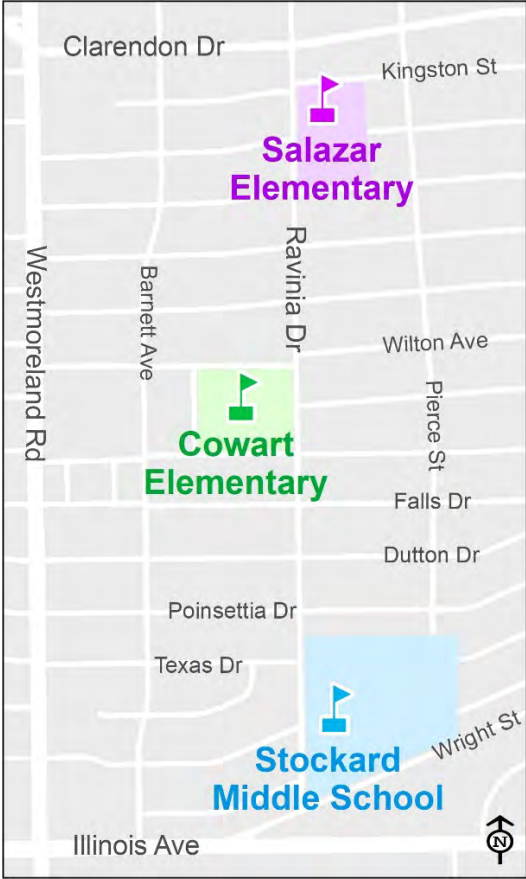 Clarendon Dr
Kingston St
Salazar
Elementary
Ravinia Dr
Westmoreland Rd
Barnett Ave
Wilton Ave
Pierce St
Cowart
Elementary
Falls Dr
Dutton Dr
Poinsettia Dr
Texas Dr
Wright St
Stockard
Middle School
Illinois Ave
N